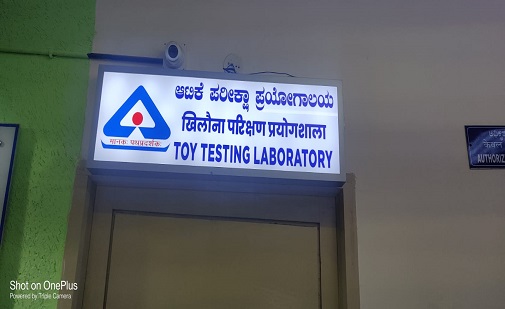 ಆಟಿಕೆ ಪರೀಕ್ಷಾ ಪ್ರಯೋಗಾಲಯ
खिलौना परिक्षण प्रयोगशाला
TOY TESTING LABORATORY
मानकः पथप्रदर्शकः
AUTHORIZ
Shot on OnePlus
Powered by Triple Camera